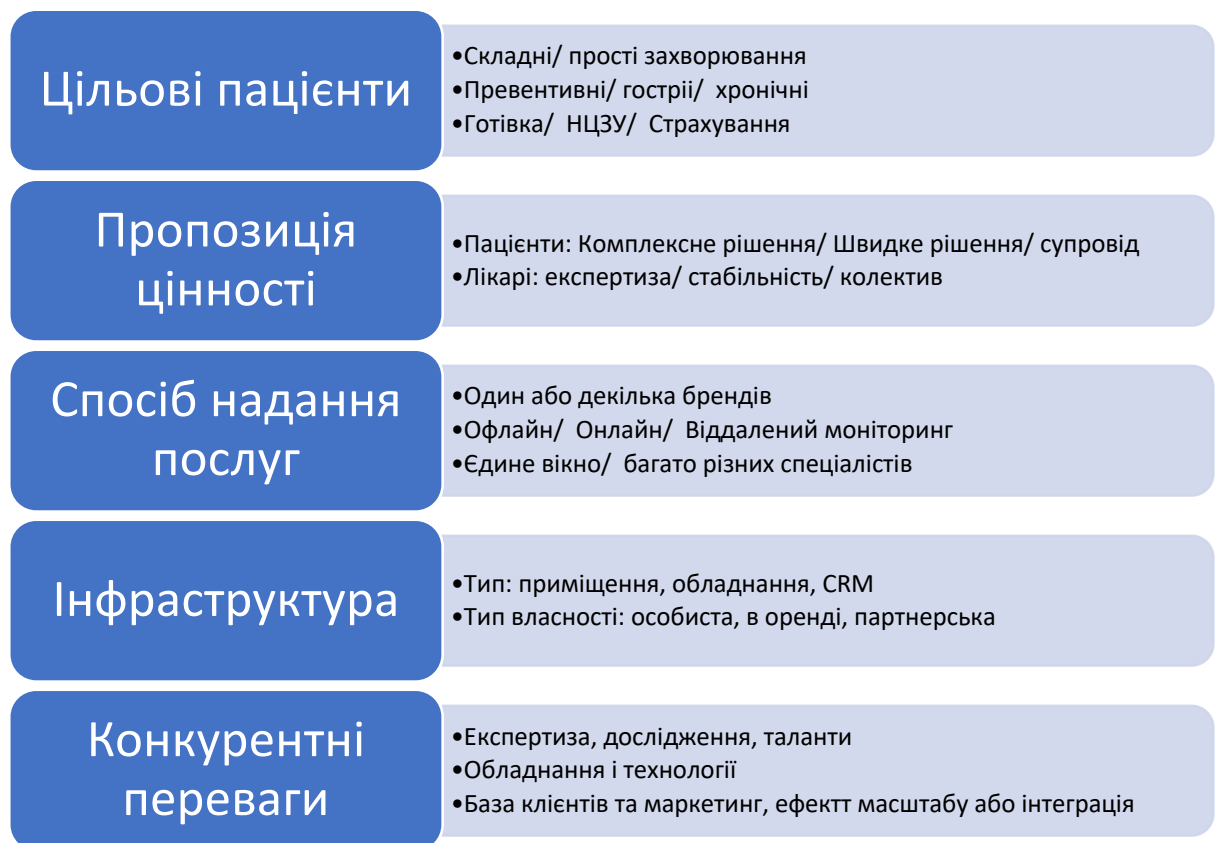 Цільові пацієнти
•Складні/ прості захворювання
•Превентивні/ гостріі/ хронічні
•Готівка/ НЦЗУ/ Страхування
Пропозиція
цінності
•Пацієнти: Комплексне рішення/ Швидке рішення/ супровід
•Лікарі: експертиза/ стабільність/ колектив
Спосіб надання
послуг
•Один або декілька брендів
•Офлайн/ Онлайн/ Віддалений моніторинг
•Єдине вікно/ багато різних спеціалістів
Інфраструктура
•Тип: приміщення, обладнання, CRM
•Тип власності: особиста, в оренді, партнерська
Конкурентні
переваги
•Експертиза, дослідження, таланти
•Обладнання і технології
•База клієнтів та маркетинг, ефектт масштабу або інтеграція